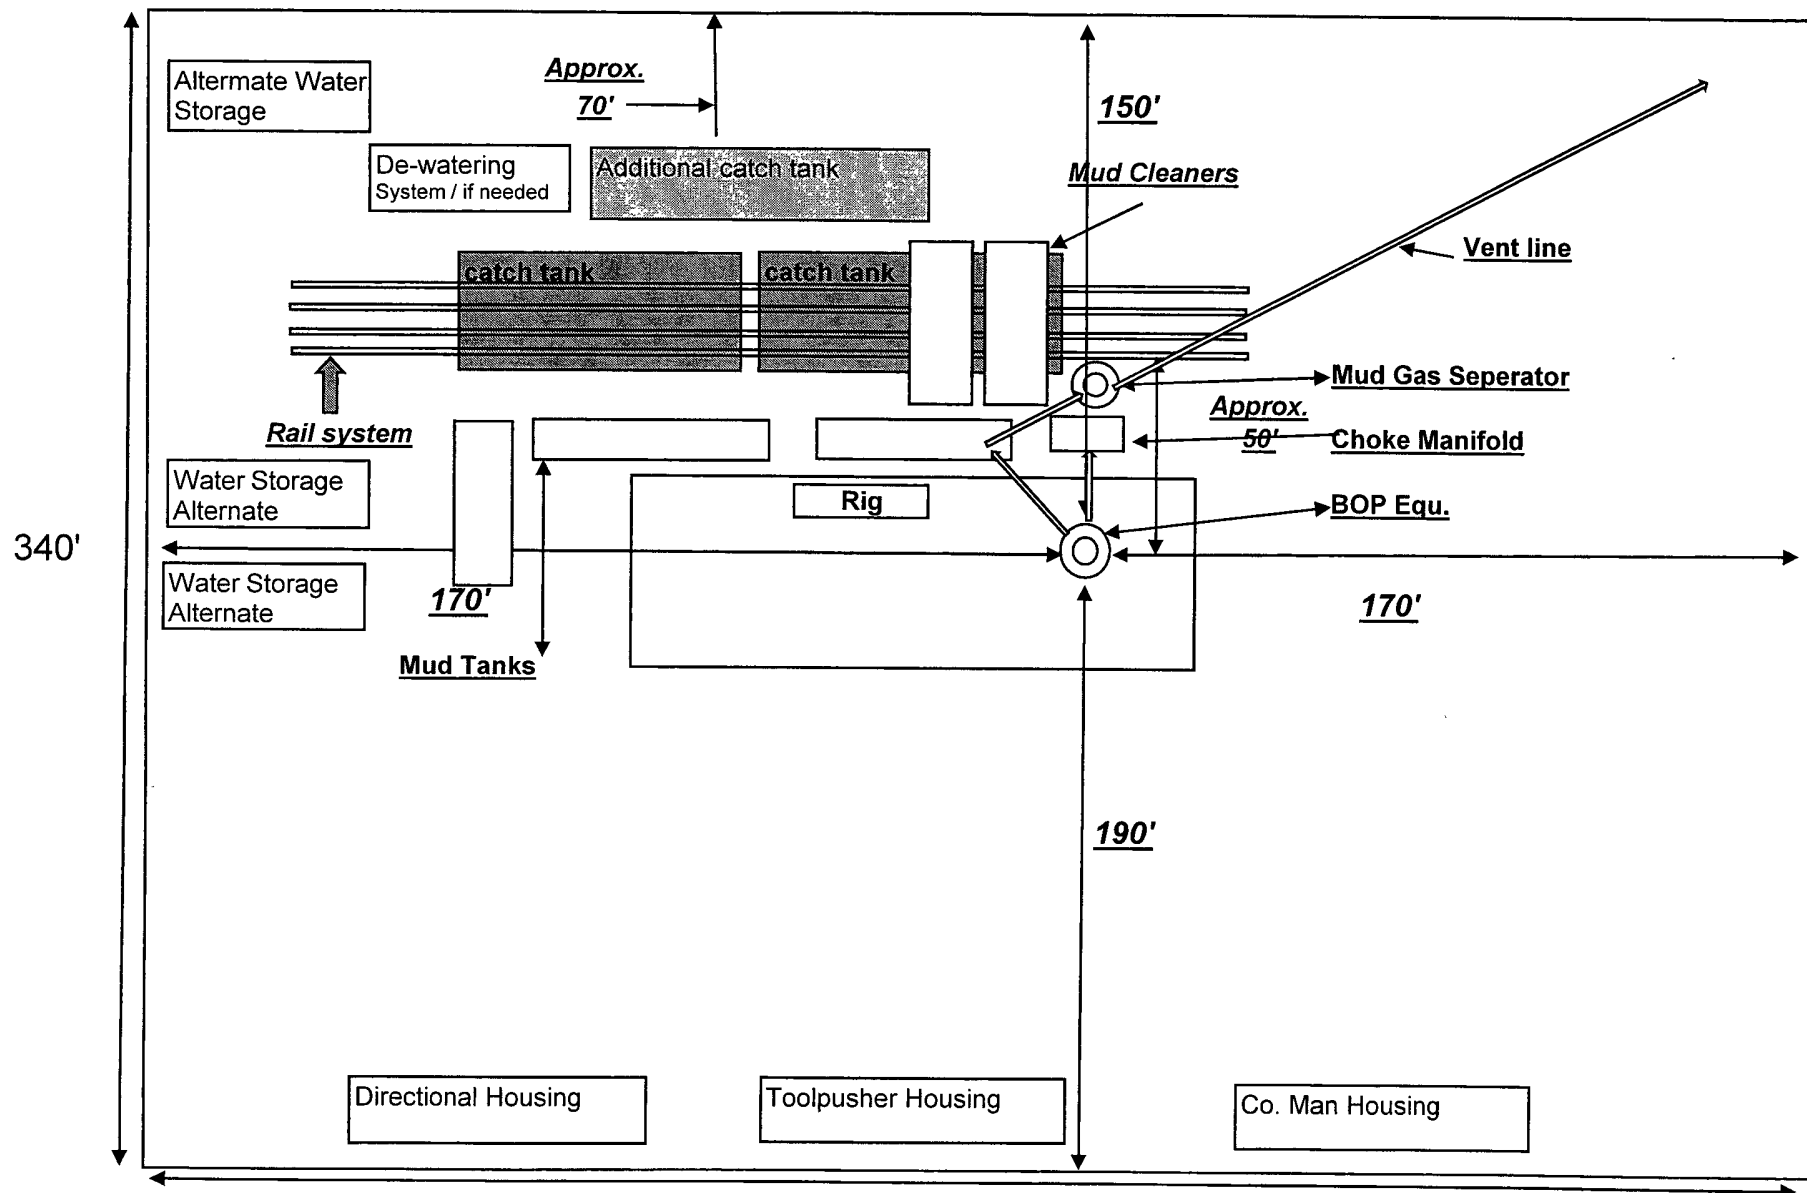 Altermate Water
Storage
Approx.
70'
150'
De-watering
System / if needed
Additional catch tank
Mud Cleaners
Vent line
catch tank
catch tank
Mud Gas Seperator
Approx.
50'
Rail system
Choke Manifold
Water Storage
Alternate
Rig
BOP Equ.
340'
Water Storage
Alternate
170'
170'
Mud Tanks
190'
Directional Housing
Toolpusher Housing
Co. Man Housing